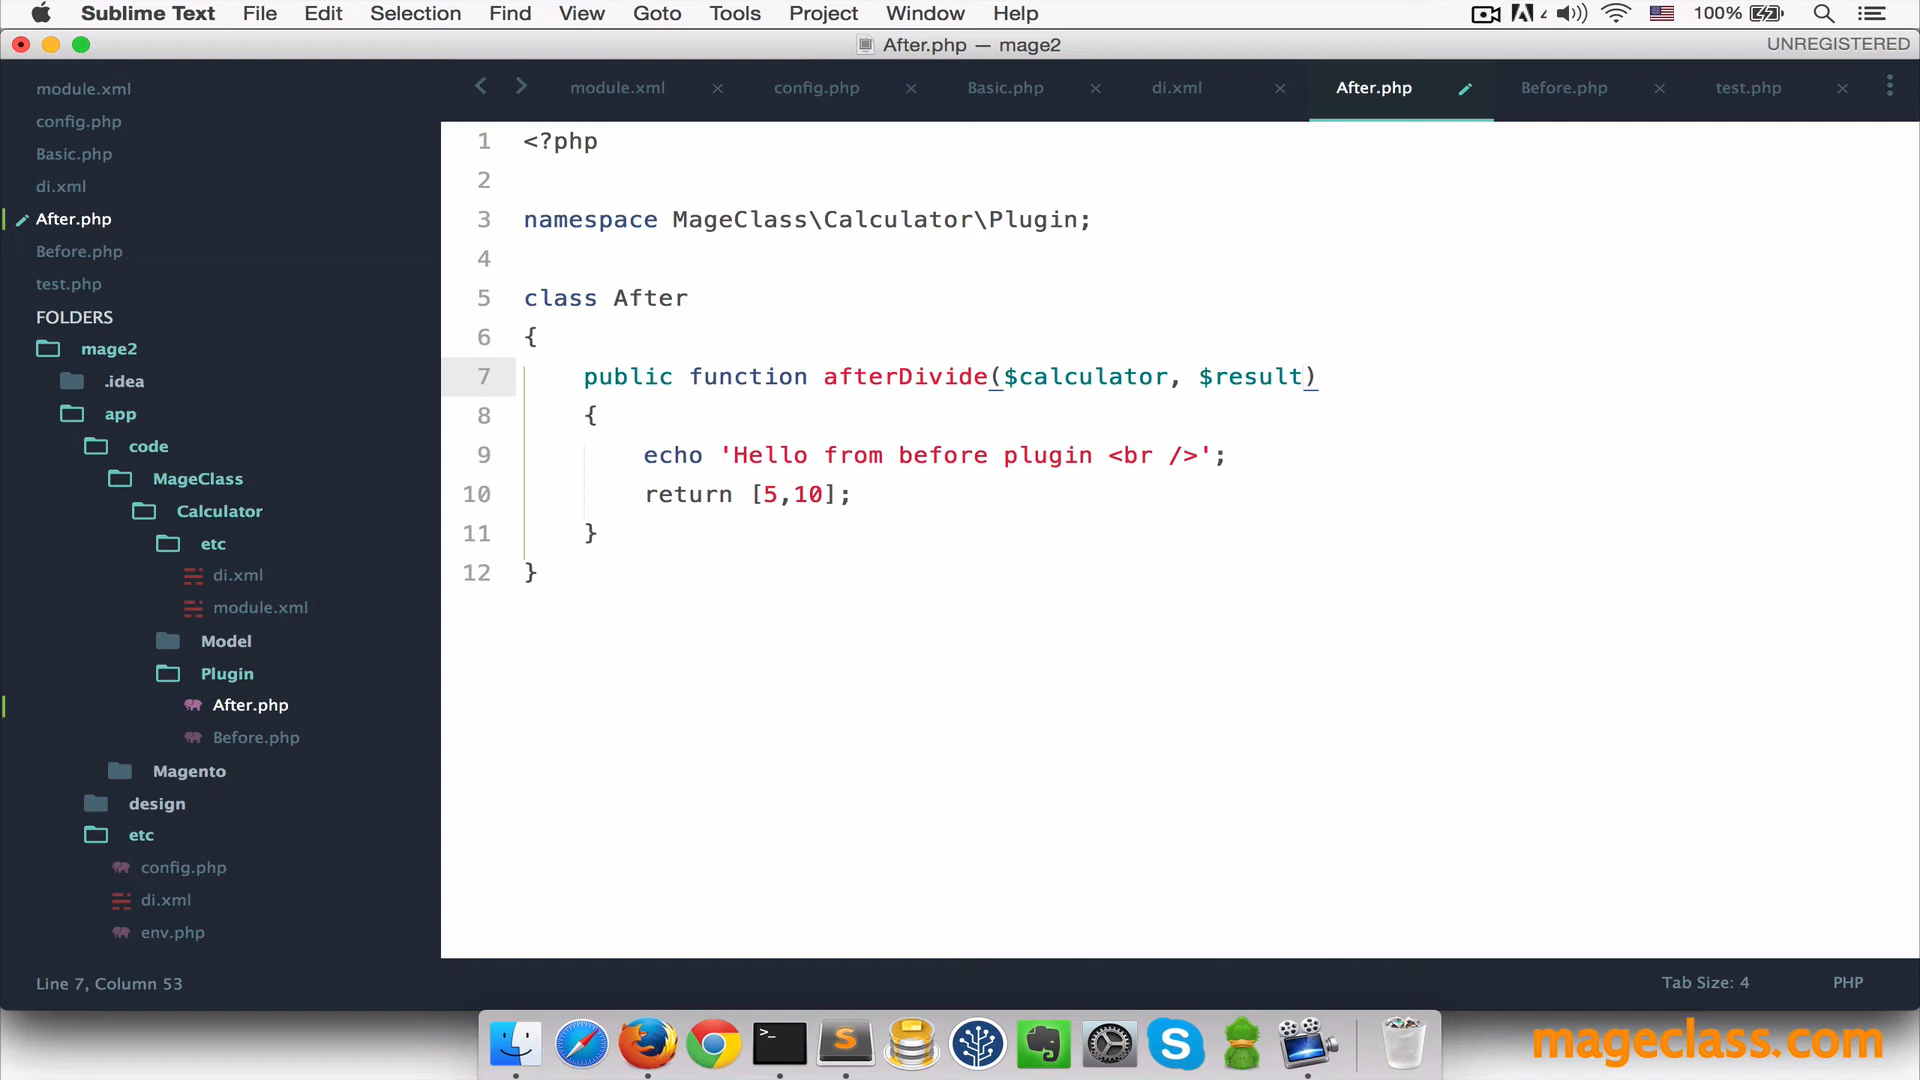 Sublime Text File Edit Selection Find View Goto Tools Project Window Help 4 100%
After.php — mage2 UNREGISTERED
module.xml
config.php
Basic.php
di.xml
After.php
Before.php
test.php
FOLDERS
mage2
.idea
app
code
MageClass
Calculator
etc
di.xml
module.xml
Model
Plugin
After.php
Before.php
Magento
design
etc
config.php
di.xml
env.php
module.xml × config.php × Basic.php × di.xml × After.php Before.php × test.php ×
1 <?php
2
3 namespace MageClass\Calculator\Plugin;
4
5 class After
6 {
7 public function afterDivide($calculator, $result)
8 {
9 echo 'Hello from before plugin <br />';
10 return [5,10];
11 }
12 }
Line 7, Column 53 Tab Size: 4 PHP
mageclass.com